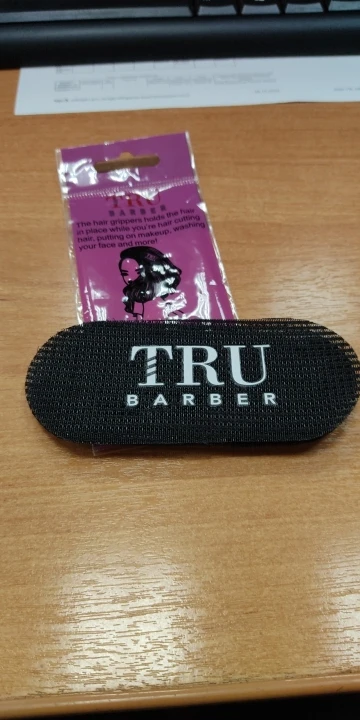 TRU
BARBER
The hair grippers holds the hair
in place while you're hair cutting
hair, putting on makeup, washing
your face and more!
TRU
BARBER